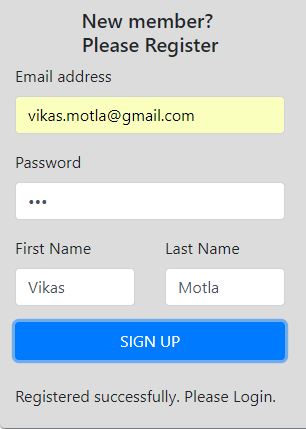 New member?
Please Register
Email address
vikas.motla@gmail.com
Password
•••
First Name Last Name
Vikas Motla
SIGN UP
Registered successfully. Please Login.